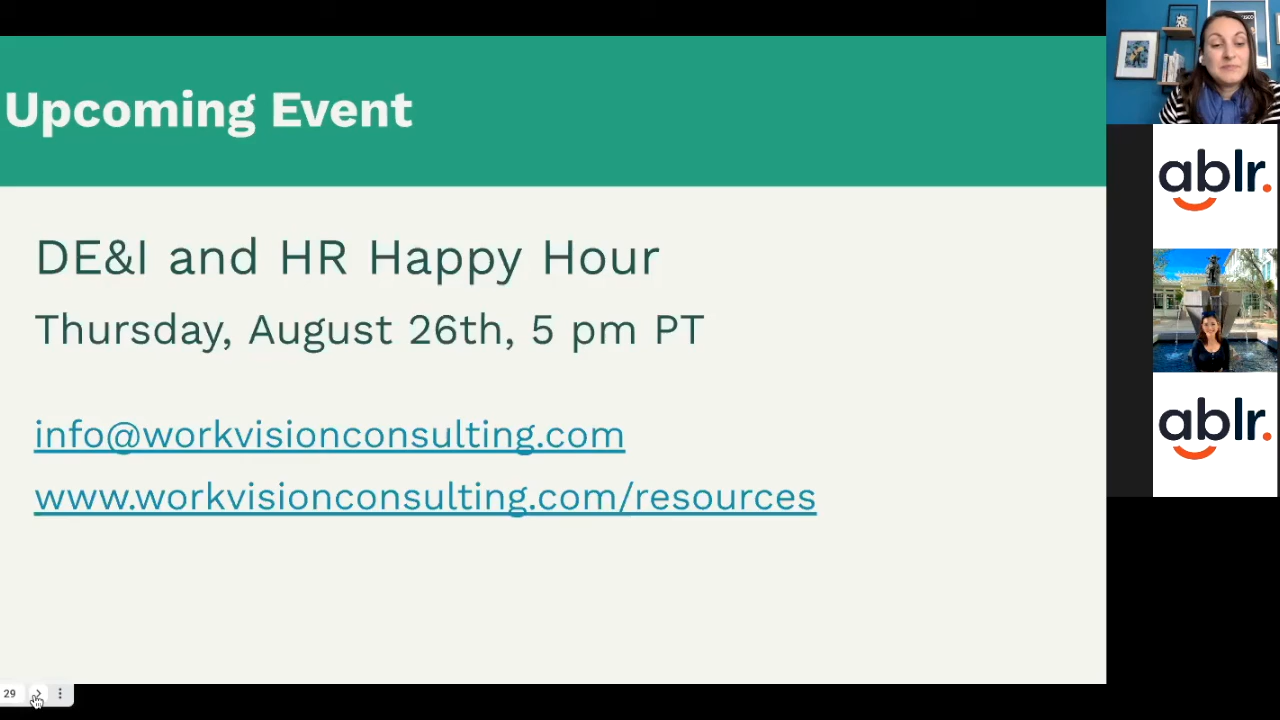 Upcoming Event
DE&I and HR Happy Hour
Thursday, August 26th, 5 pm PT
info@workvisionconsulting.com
www.workvisionconsulting.com/resources
29
ablr.
ablr.